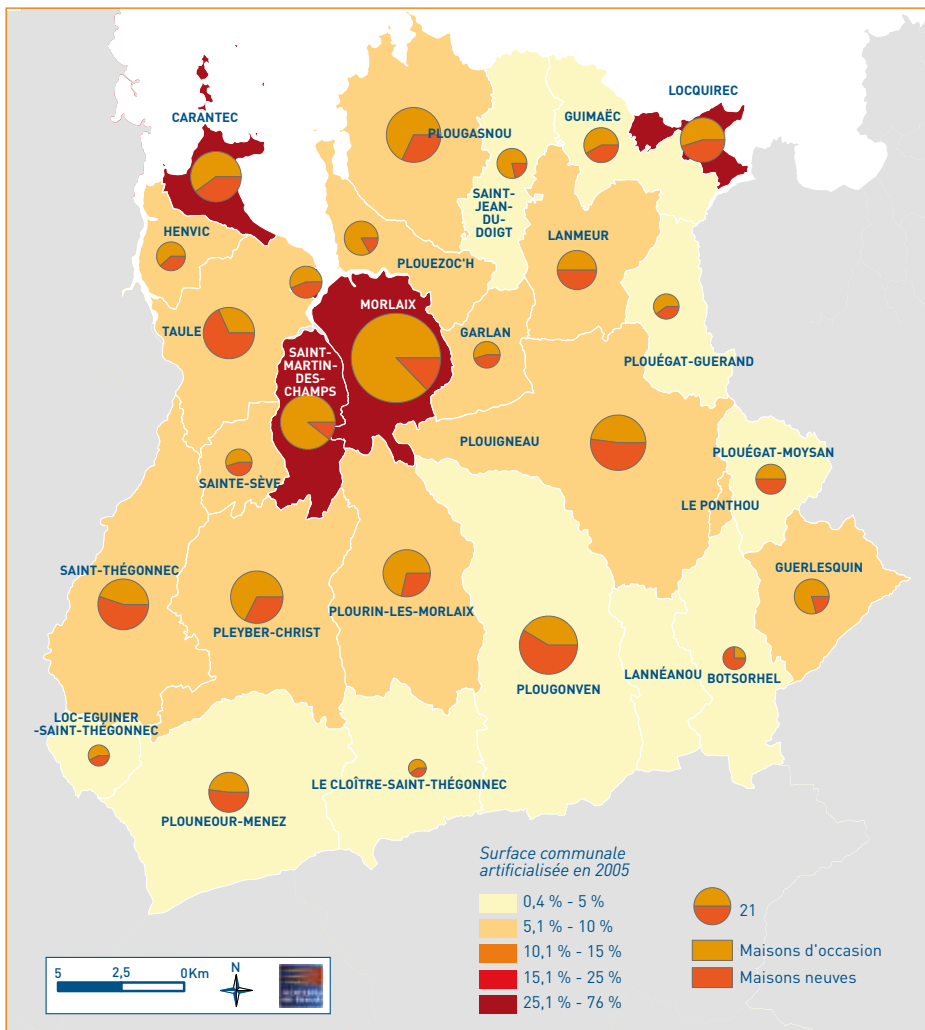 LOCQUIREC
CARANTEC
GUIMAËC
PLOUGASNOU
SAINT-
JEAN-
DU-
DOIGT
HENVIC
LANMEUR
PLOUEZOC'H
MORLAIX
TAULE
GARLAN
SAINT-
MARTIN-
DES-
CHAMPS
PLOUÉGAT-GUERAND
PLOUIGNEAU
PLOUÉGAT-MOYSAN
SAINTE-SÈVE
LE PONTHOU
SAINT-THÉGONNEC
GUERLESQUIN
PLOURIN-LES-MORLAIX
PLEYBER-CHRIST
LANNÉANOU
BOTSORHEL
PLOUGONVEN
LOC-EGUINER
-SAINT-THÉGONNEC
LE CLOÎTRE-SAINT-THÉGONNEC
PLOUNEOUR-MENEZ
Surface communale
artificialisée en 2005
0,4 % - 5 %
5,1 % - 10 %
10,1 % - 15 %
15,1 % - 25 %
25,1 % - 76 %
21
Maisons d'occasion
Maisons neuves
5 2,5 0Km
N